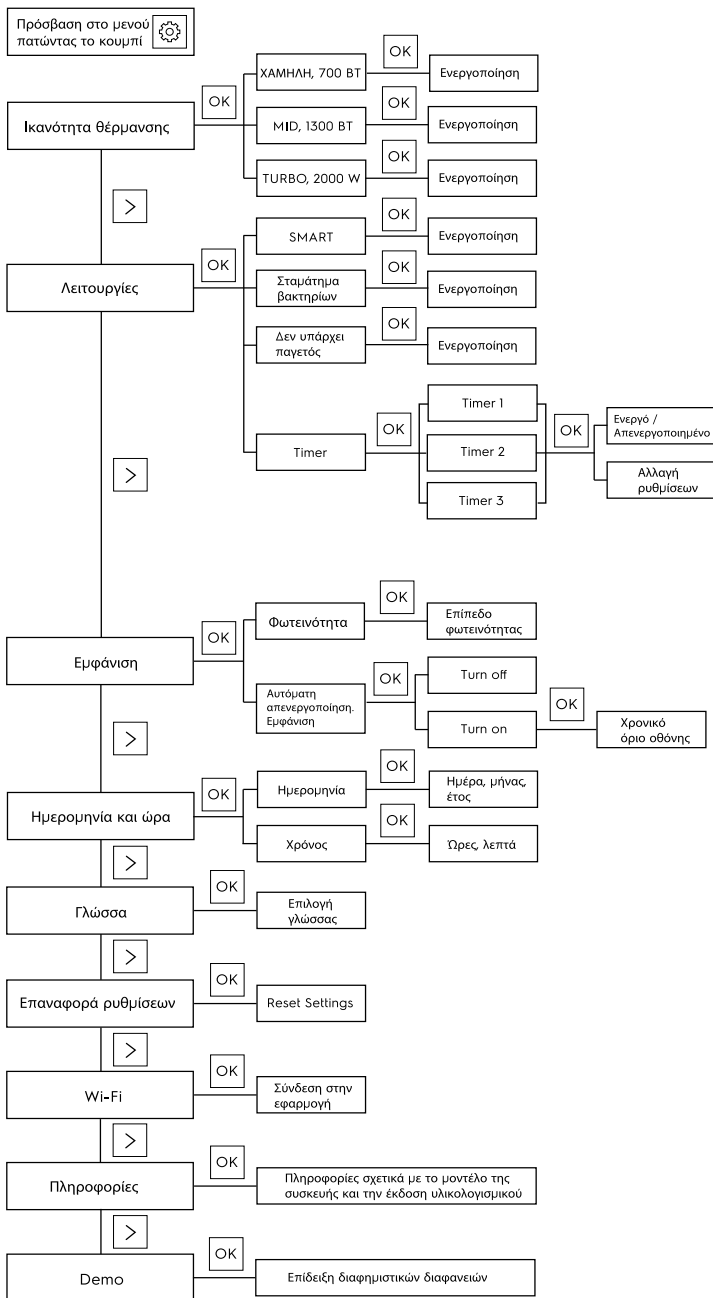 Πρόσβαση στο μενού
πατώντας το κουμπί
Ικανότητα θέρμανσης
OK
ΧΑΜΗΛΗ, 700 ΒΤ
OK
Ενεργοποίηση
MID, 1300 ΒΤ
OK
Ενεργοποίηση
TURBO, 2000 W
OK
Ενεργοποίηση
>
Λειτουργίες
OK
SMART
OK
Ενεργοποίηση
Σταμάτημα
βακτηρίων
OK
Ενεργοποίηση
Δεν υπάρχει
παγετός
OK
Ενεργοποίηση
Timer
OK
Timer 1
Timer 2
Timer 3
OK
Ενεργό /
Απενεργοποιημένο
Αλλαγή
ρυθμίσεων
>
Εμφάνιση
OK
Φωτεινότητα
OK
Επίπεδο
φωτεινότητας
Αυτόματη
απενεργοποίηση.
Εμφάνιση
OK
Turn off
Turn on
OK
Χρονικό
όριο οθόνης
>
Ημερομηνία και ώρα
OK
Ημερομηνία
OK
Ημέρα, μήνας,
έτος
Χρόνος
OK
Ώρες, λεπτά
>
Γλώσσα
OK
Επιλογή
γλώσσας
>
Επαναφορά ρυθμίσεων
OK
Reset Settings
>
Wi-Fi
OK
Σύνδεση στην
εφαρμογή
>
Πληροφορίες
OK
Πληροφορίες σχετικά με το μοντέλο της
συσκευής και την έκδοση υλικολογισμικού
>
Demo
OK
Επίδειξη διαφημιστικών διαφανειών